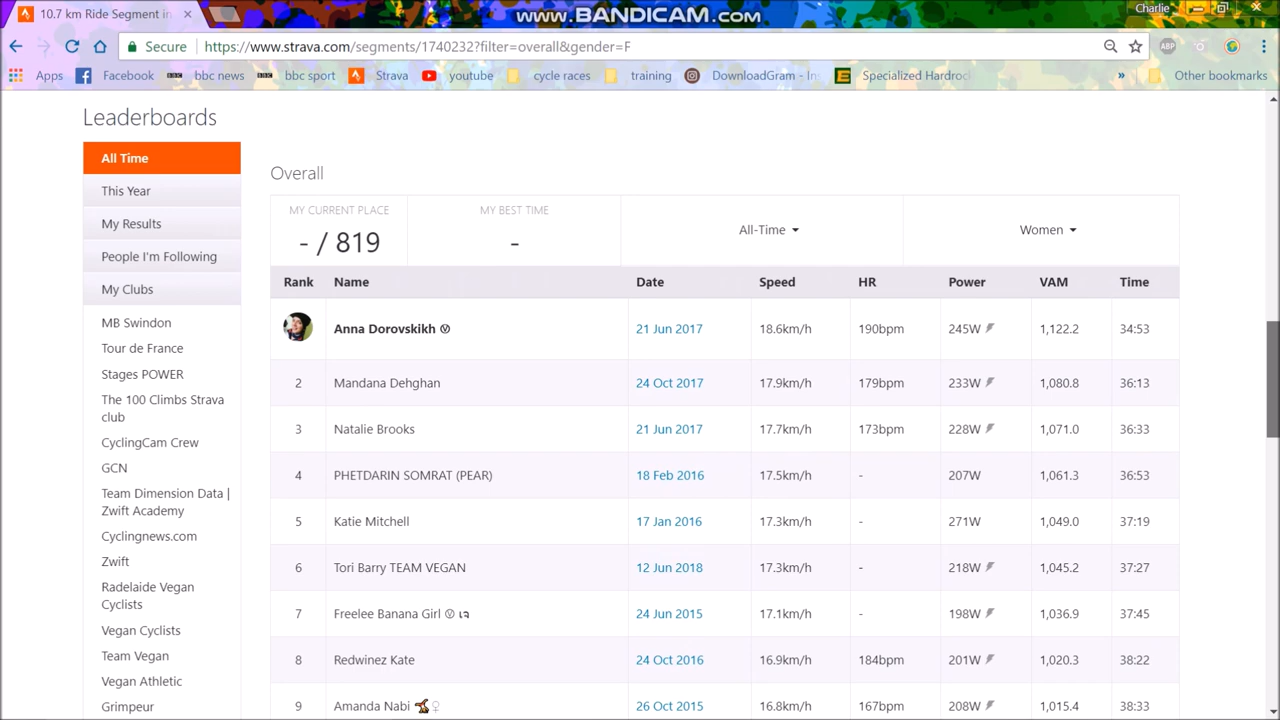 www.BANDICAM.com
Charlie
10.7 km Ride Segment in
Secure
https://www.strava.com/segments/1740232?filter=overall&gender=F
ABP
Apps Facebook bbc news bbc sport Strava youtube cycle races training DownloadGram - In Specialized Hardroc » Other bookmarks
Leaderboards
All Time
This Year
My Results
People I'm Following
My Clubs
MB Swindon
Tour de France
Stages POWER
The 100 Climbs Strava
club
CyclingCam Crew
GCN
Team Dimension Data |
Zwift Academy
Cyclingnews.com
Zwift
Radelaide Vegan
Cyclists
Vegan Cyclists
Team Vegan
Vegan Athletic
Grimpeur
Overall
MY CURRENT PLACE MY BEST TIME
- / 819 - All-Time Women
Rank Name Date Speed HR Power VAM Time
Anna Dorovskikh Ⓥ 21 Jun 2017 18.6km/h 190bpm 245W 1,122.2 34:53
2 Mandana Dehghan 24 Oct 2017 17.9km/h 179bpm 233W 1,080.8 36:13
3 Natalie Brooks 21 Jun 2017 17.7km/h 173bpm 228W 1,071.0 36:33
4 PHETDARIN SOMRAT (PEAR) 18 Feb 2016 17.5km/h - 207W 1,061.3 36:53
5 Katie Mitchell 17 Jan 2016 17.3km/h - 271W 1,049.0 37:19
6 Tori Barry TEAM VEGAN 12 Jun 2018 17.3km/h - 218W 1,045.2 37:27
7 Freelee Banana Girl Ⓥ เจ 24 Jun 2015 17.1km/h - 198W 1,036.9 37:45
8 Redwinez Kate 24 Oct 2016 16.9km/h 184bpm 201W 1,020.3 38:22
9 Amanda Nabi 26 Oct 2015 16.8km/h 167bpm 208W 1,015.4 38:33